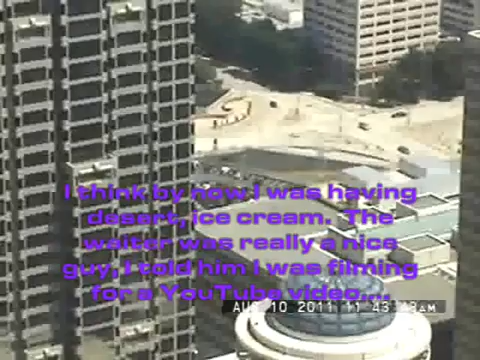 I think by now I was having
desert, ice cream. The
waiter was really a nice
guy, I told him I was filming
for a YouTube video....
AUG 10 2011 11:43